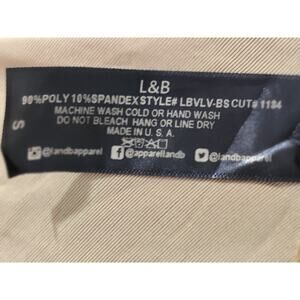 L&B
90%POLY 10%SPANDEX STYLE# LBVLV-BS CUT# 1184
MACHINE WASH COLD OR HAND WASH
DO NOT BLEACH HANG OR LINE DRY
MADE IN U.S.A.
S
@landbapparel @apparellandb @landbapparel